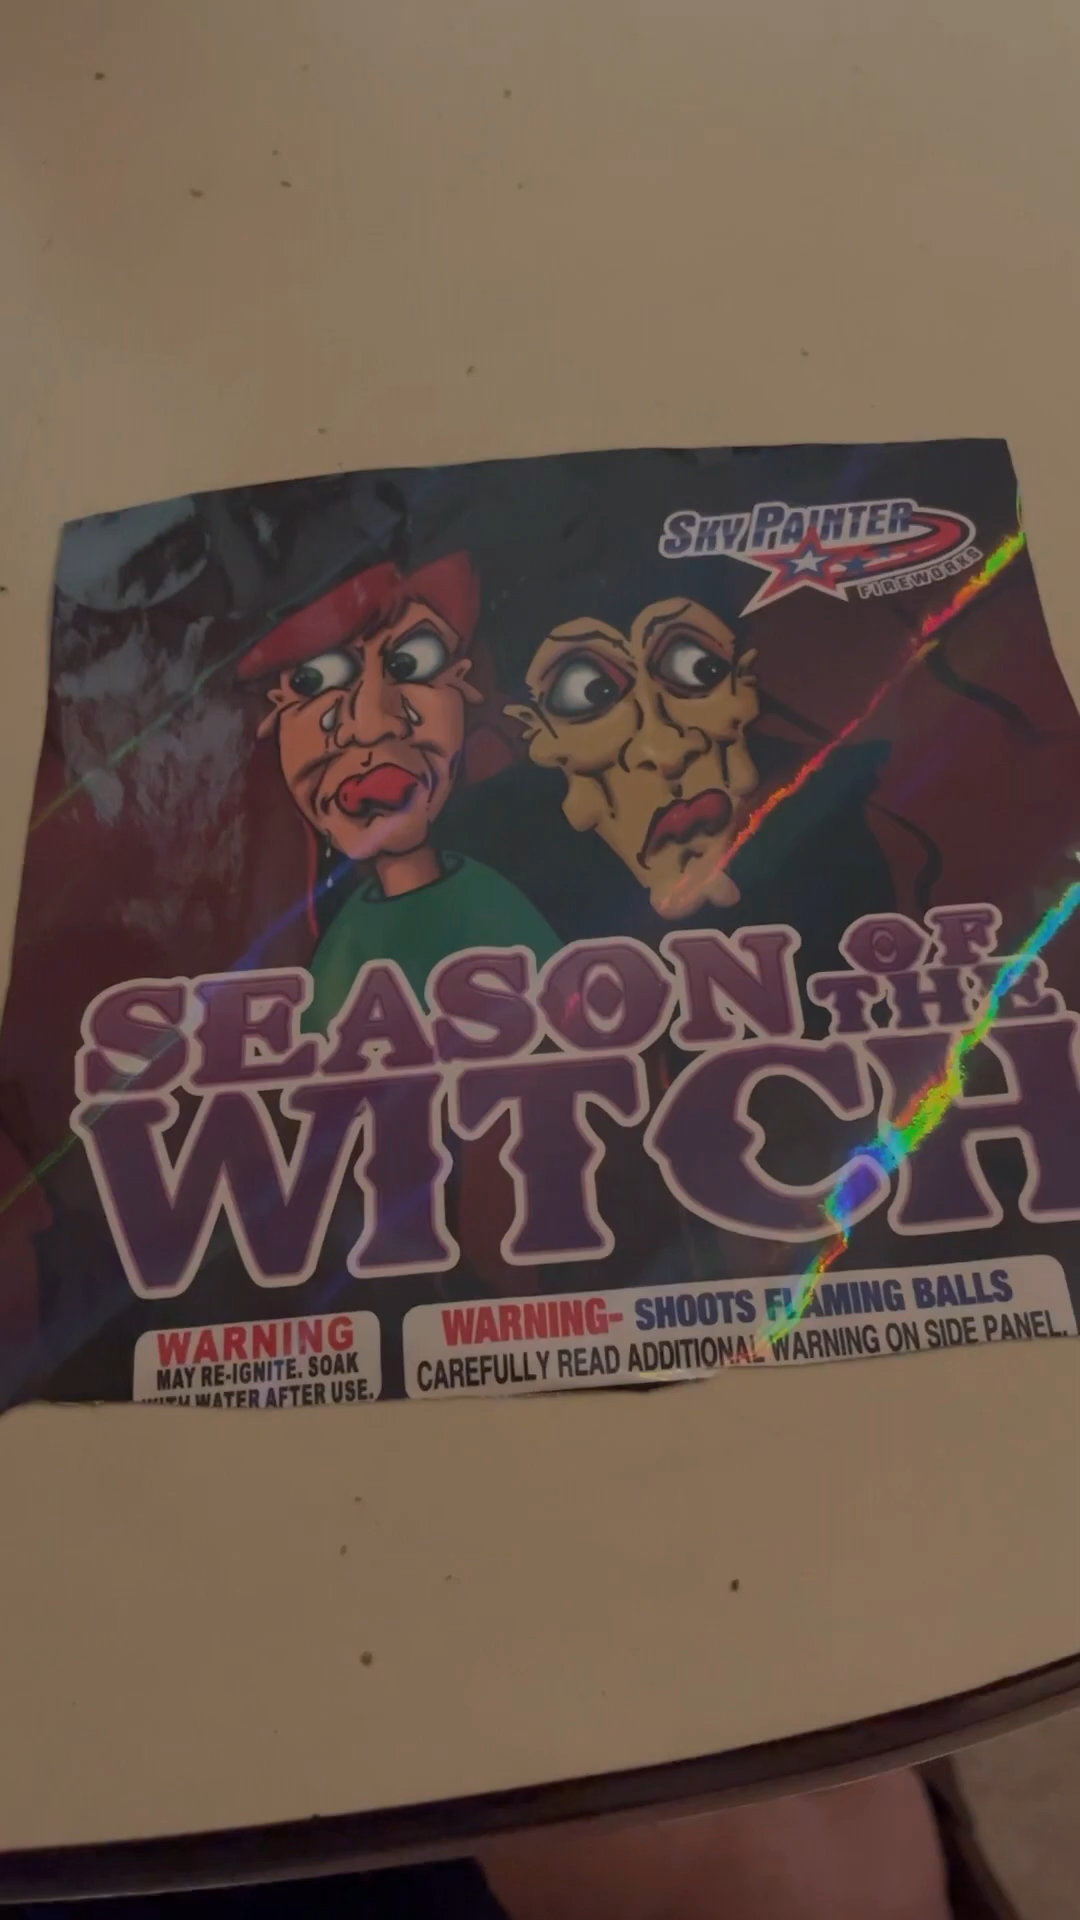 SKY PAINTER
FIREWORKS
SEASON OF
THE
WITCH
WARNING
MAY RE-IGNITE. SOAK
WITH WATER AFTER USE.
WARNING- SHOOTS FLAMING BALLS
CAREFULLY READ ADDITIONAL WARNING ON SIDE PANEL.